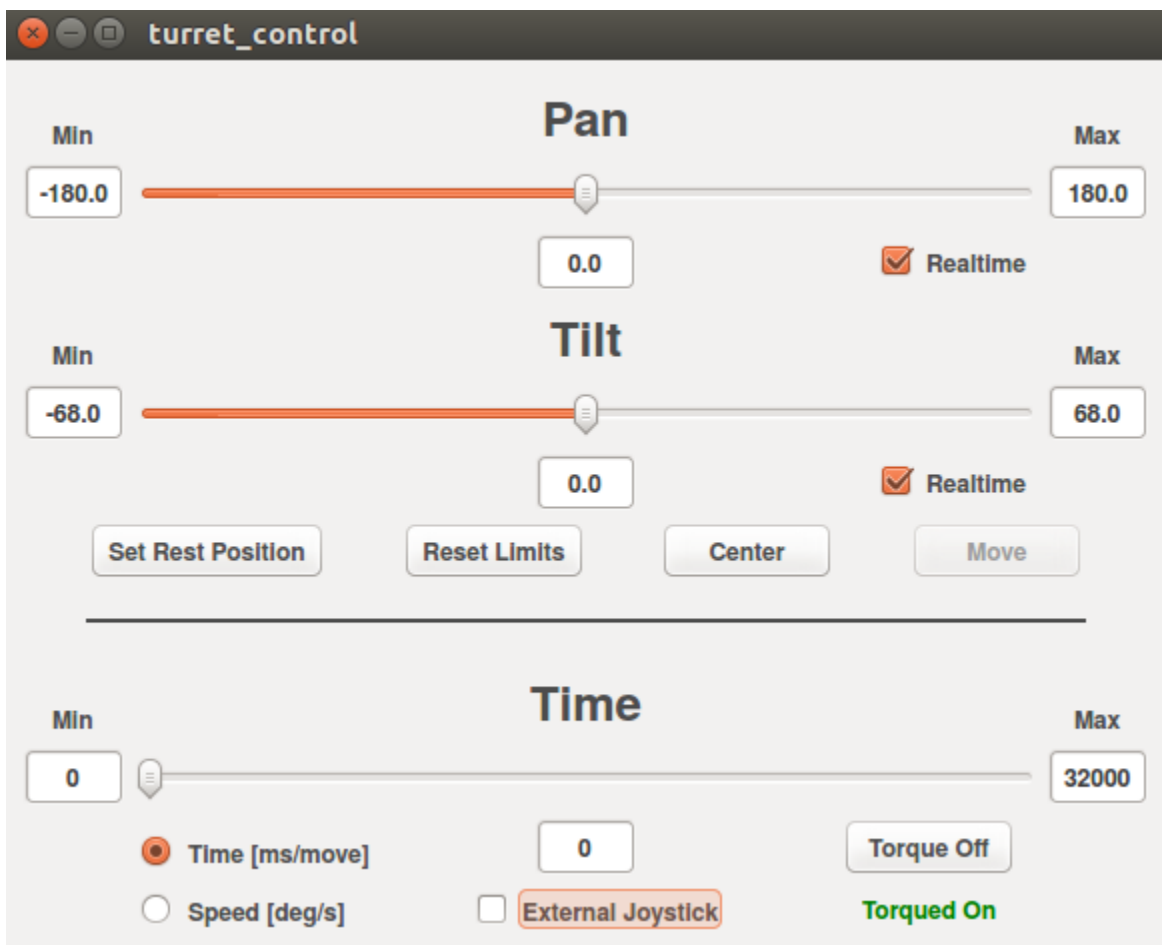 turret_control
Pan
Min Max
-180.0 180.0
0.0 Realtime
Tilt
Min Max
-68.0 68.0
0.0 Realtime
Set Rest Position Reset Limits Center Move
Time
Min Max
0 32000
Time [ms/move] 0 Torque Off
Speed [deg/s] External Joystick Torqued On